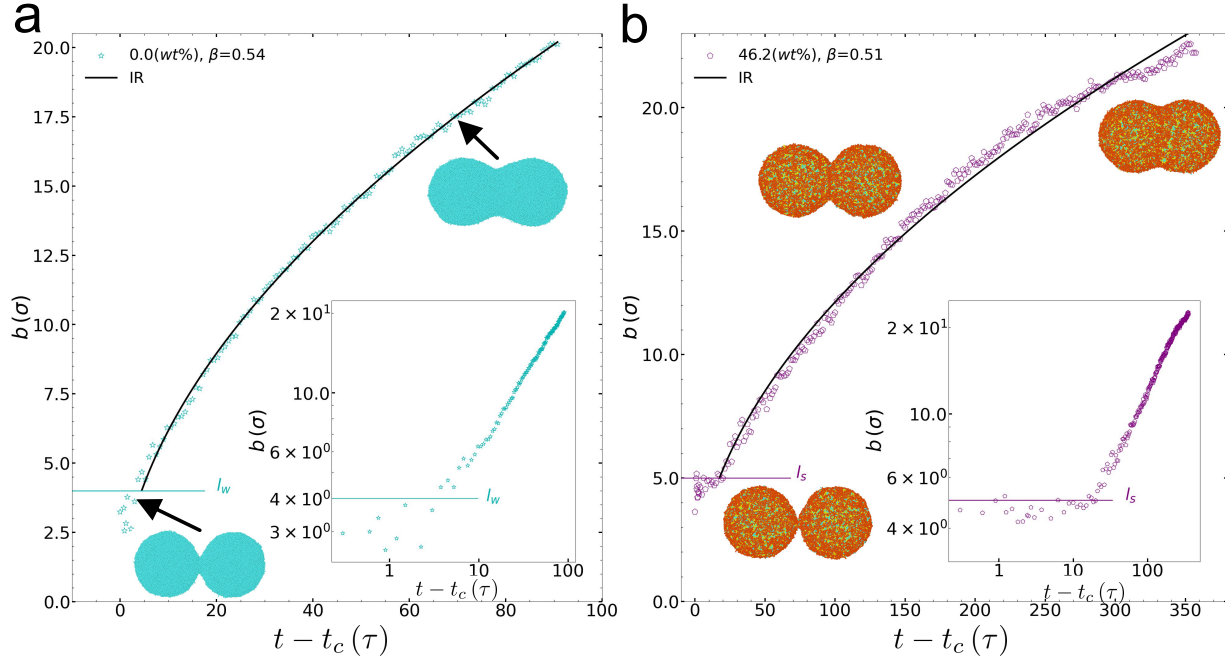 a
0.0(wt%), β=0.54
IR
20.0
17.5
15.0
12.5
10.0
7.5
5.0
2.5
0.0
b (σ)
l_w
0
20
40
60
80
100
t − t_c (τ)
2 × 10¹
10.0
6 × 10⁰
4 × 10⁰
3 × 10⁰
b (σ)
l_w
1
10
100
t − t_c (τ)
b
46.2(wt%), β=0.51
IR
20.0
15.0
10.0
5.0
0.0
b (σ)
l_s
0
50
100
150
200
250
300
350
t − t_c (τ)
2 × 10¹
10.0
6 × 10⁰
4 × 10⁰
b (σ)
l_s
1
10
100
t − t_c (τ)